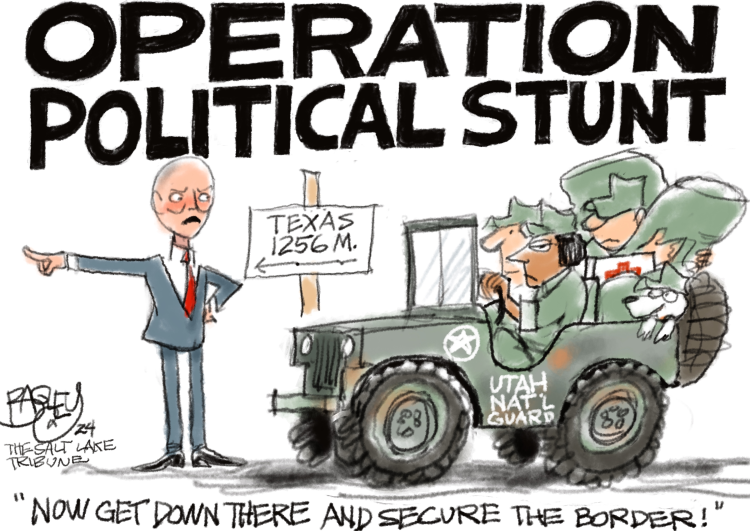 OPERATION
POLITICAL STUNT
TEXAS
1256 M.
UTAH
NAT'L
GUARD
BAGLEY
24
THE SALT LAKE
TRIBUNE
"NOW GET DOWN THERE AND SECURE THE BORDER!"